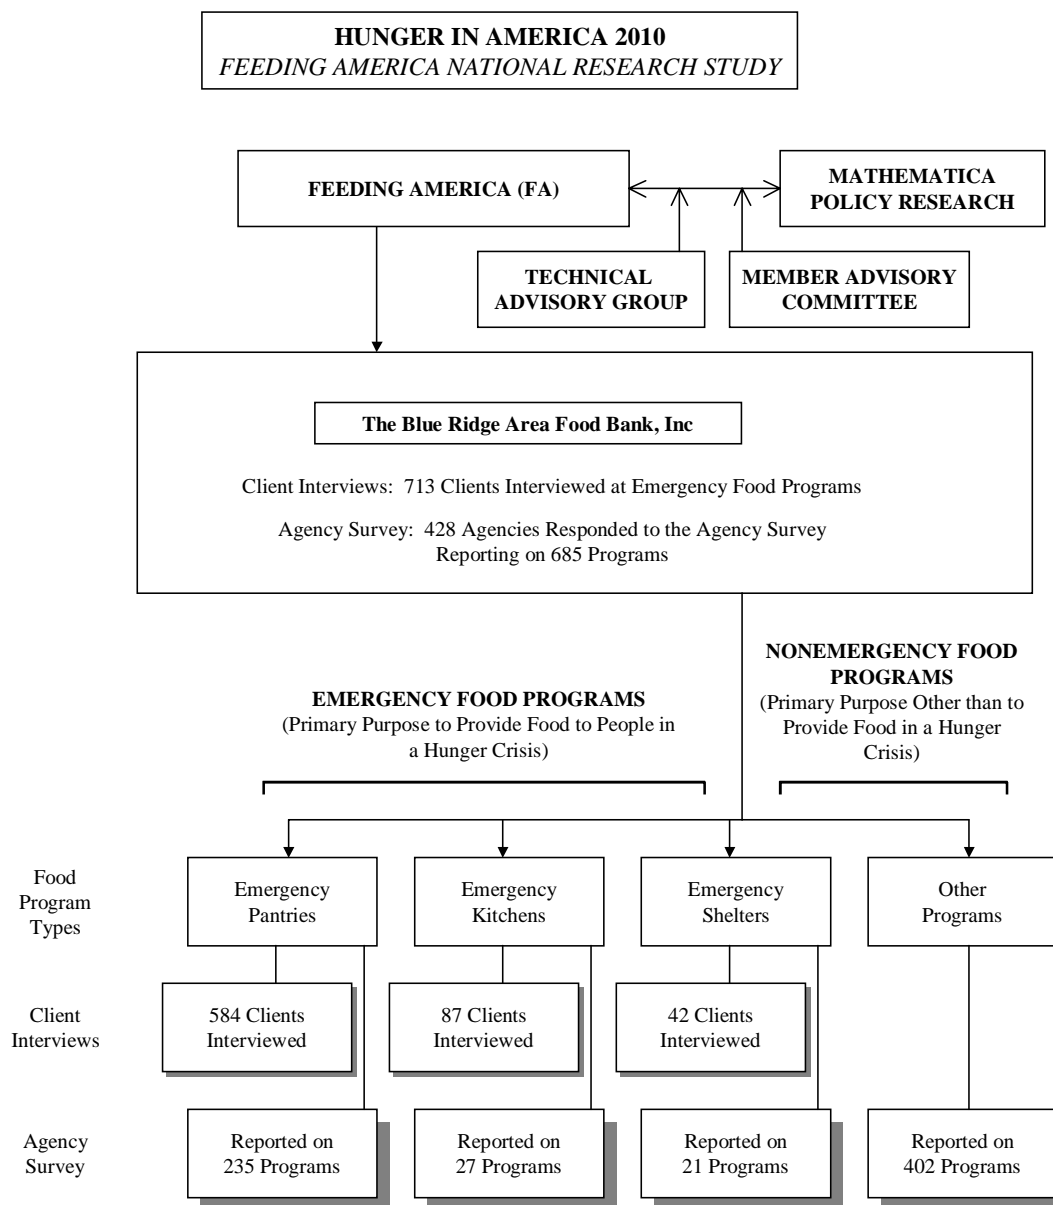 HUNGER IN AMERICA 2010
FEEDING AMERICA NATIONAL RESEARCH STUDY
FEEDING AMERICA (FA)
MATHEMATICA
POLICY RESEARCH
TECHNICAL
ADVISORY GROUP
MEMBER ADVISORY
COMMITTEE
The Blue Ridge Area Food Bank, Inc
Client Interviews:  713 Clients Interviewed at Emergency Food Programs
Agency Survey:  428 Agencies Responded to the Agency Survey
Reporting on 685 Programs
EMERGENCY FOOD PROGRAMS
(Primary Purpose to Provide Food to People in
a Hunger Crisis)
NONEMERGENCY FOOD
PROGRAMS
(Primary Purpose Other than to
Provide Food in a Hunger
Crisis)
Food
Program
Types
Emergency
Pantries
Emergency
Kitchens
Emergency
Shelters
Other
Programs
Client
Interviews
584 Clients
Interviewed
87 Clients
Interviewed
42 Clients
Interviewed
Agency
Survey
Reported on
235 Programs
Reported on
27 Programs
Reported on
21 Programs
Reported on
402 Programs